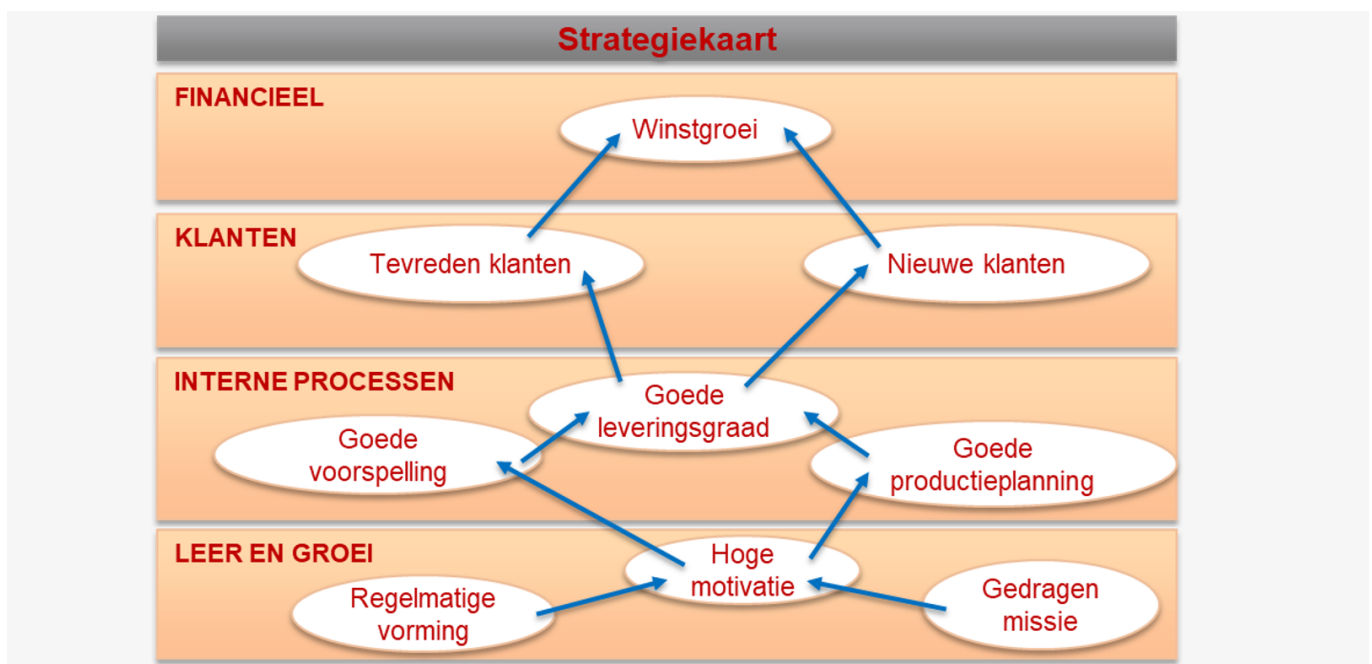 Strategiekaart
FINANCIEEL
Winstgroei
KLANTEN
Tevreden klanten
Nieuwe klanten
INTERNE PROCESSEN
Goede
leveringsgraad
Goede
voorspelling
Goede
productieplanning
LEER EN GROEI
Hoge
motivatie
Regelmatige
vorming
Gedragen
missie